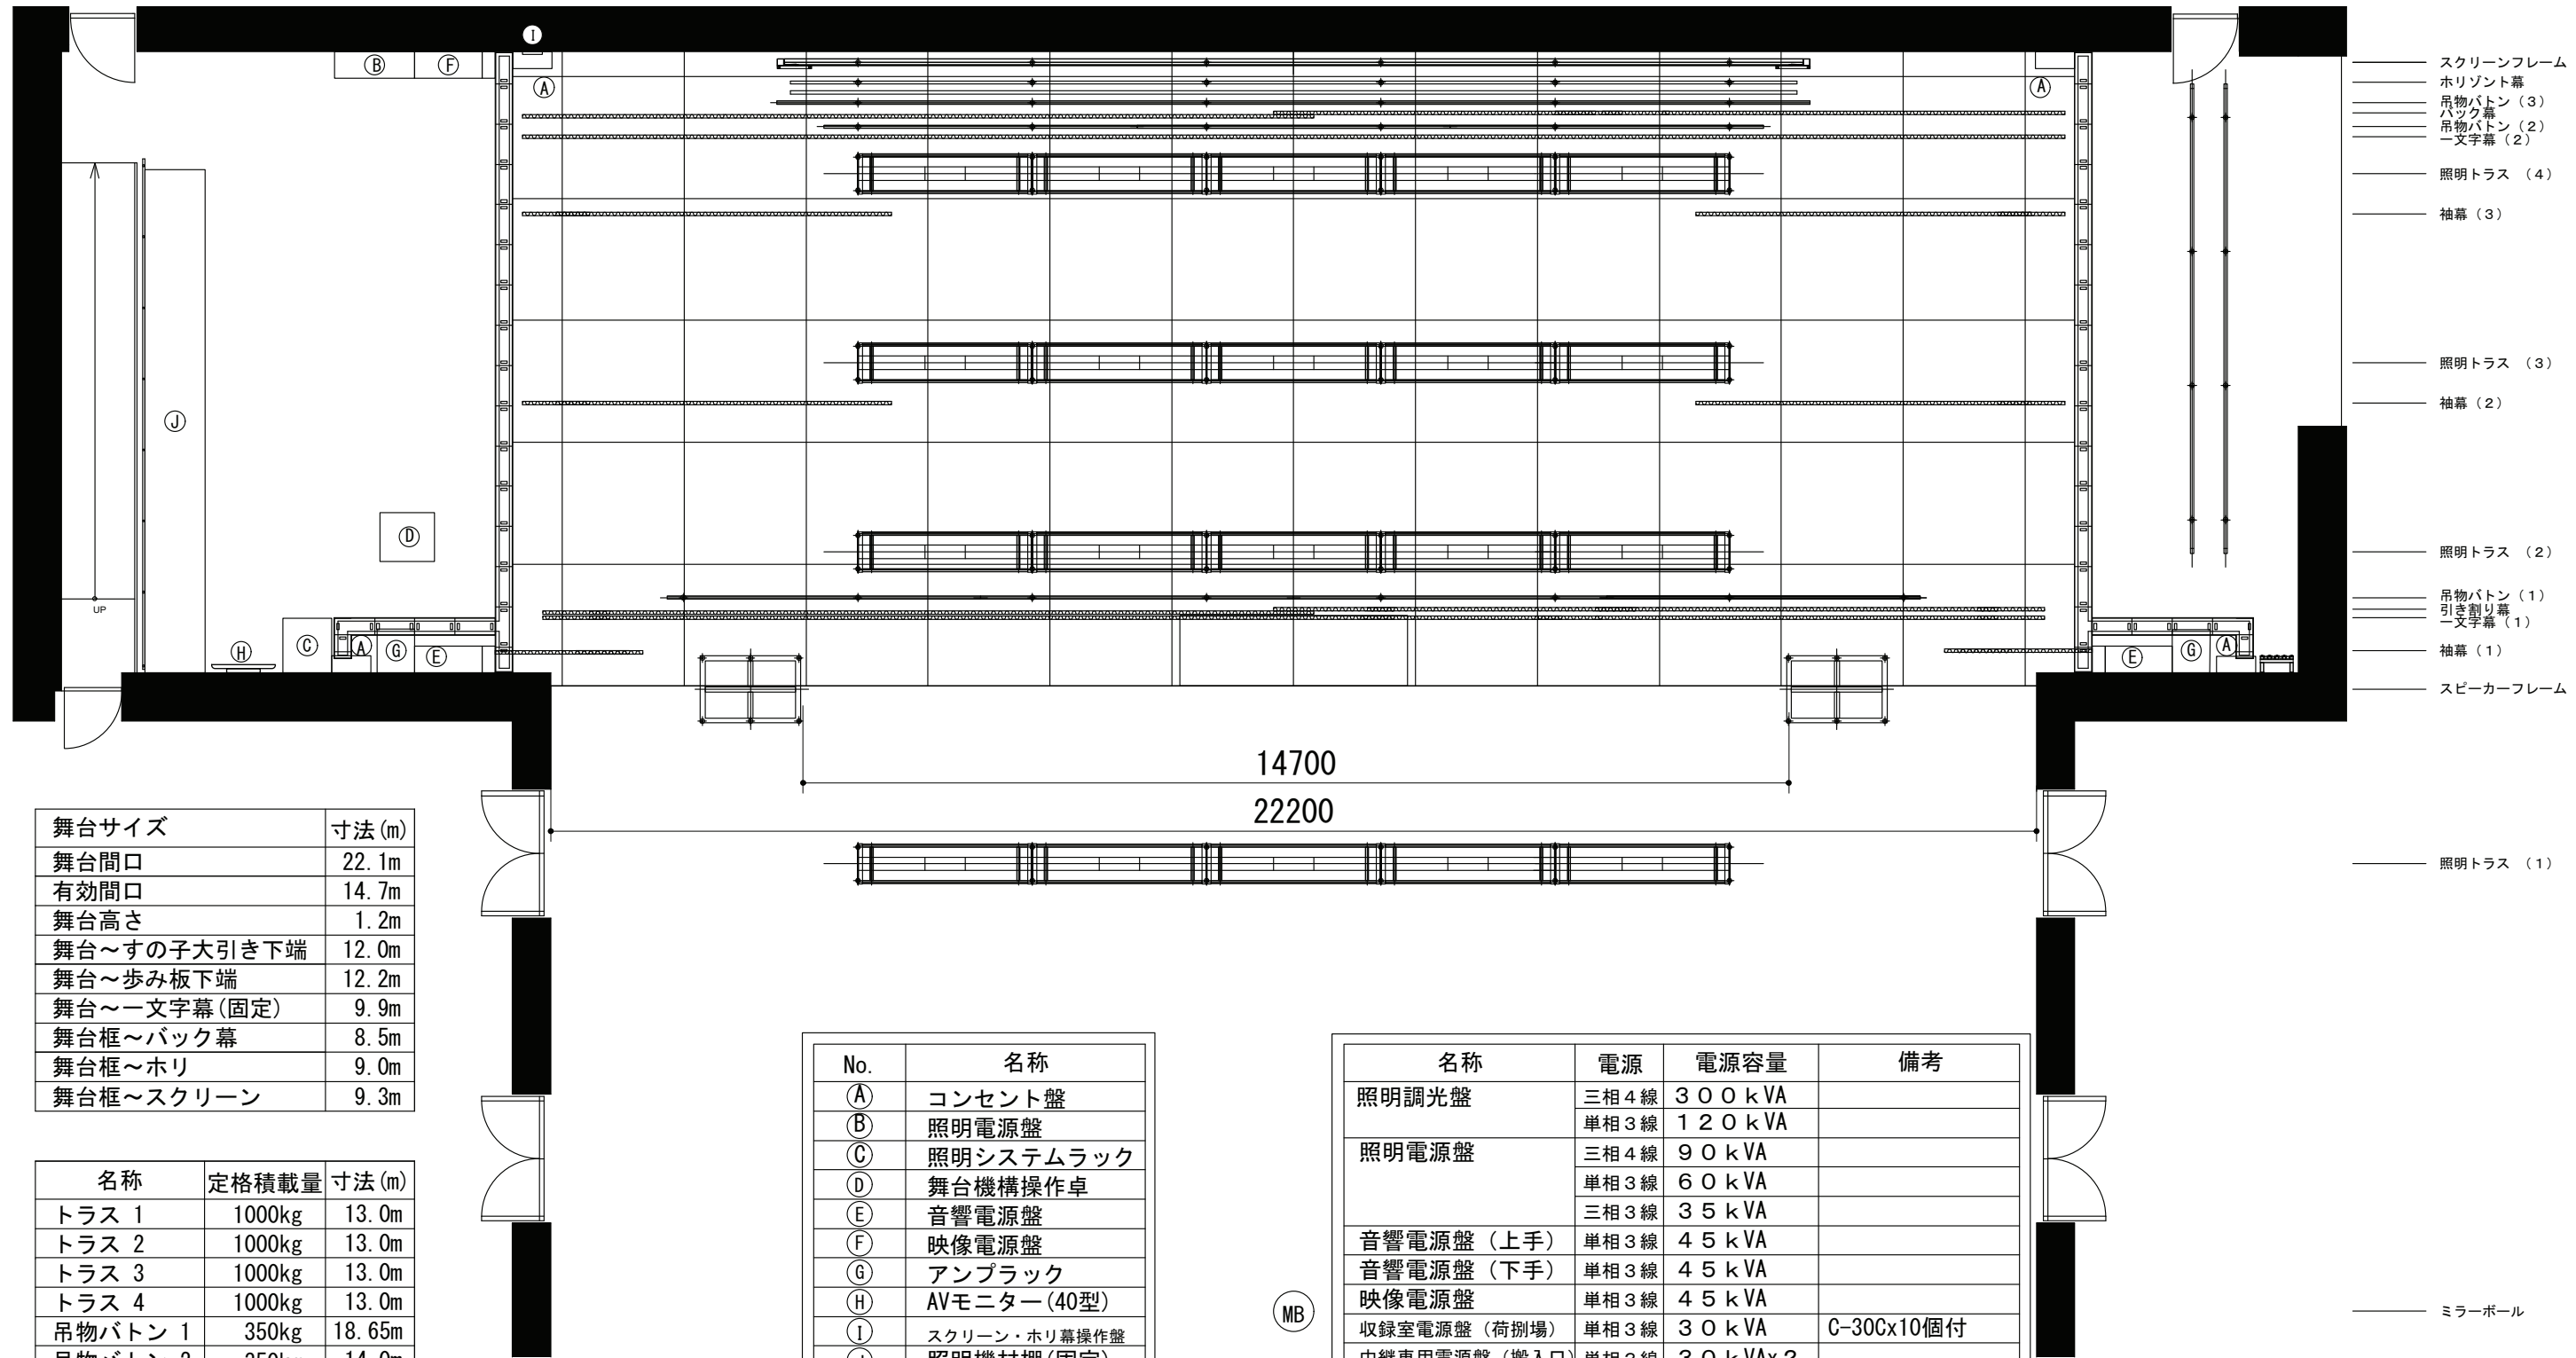 Ⓘ
Ⓑ Ⓕ
Ⓐ Ⓐ
スクリーンフレーム
ホリゾント幕
吊物バトン（３）
バック幕
吊物バトン（２）
一文字幕（２）
照明トラス （４）
袖幕（３）
照明トラス （３）
袖幕（２）
Ⓙ
Ⓓ
照明トラス （２）
UP
吊物バトン（１）
引き割り幕
一文字幕（１）
Ⓗ Ⓒ Ⓐ Ⓖ Ⓔ
Ⓔ Ⓖ Ⓐ
袖幕（１）
スピーカーフレーム
14700
22200
照明トラス （１）
ミラーボール
MB
舞台サイズ 寸法(m)
舞台間口 22.1m
有効間口 14.7m
舞台高さ 1.2m
舞台～すの子大引き下端 12.0m
舞台～歩み板下端 12.2m
舞台～一文字幕(固定) 9.9m
舞台框～バック幕 8.5m
舞台框～ホリ 9.0m
舞台框～スクリーン 9.3m
名称 定格積載量 寸法(m)
トラス 1 1000kg 13.0m
トラス 2 1000kg 13.0m
トラス 3 1000kg 13.0m
トラス 4 1000kg 13.0m
吊物バトン 1 350kg 18.65m
No. 名称
Ⓐ コンセント盤
Ⓑ 照明電源盤
Ⓒ 照明システムラック
Ⓓ 舞台機構操作卓
Ⓔ 音響電源盤
Ⓕ 映像電源盤
Ⓖ アンプラック
Ⓗ AVモニター(40型)
Ⓘ スクリーン・ホリ幕操作盤
Ⓙ 照明機材棚(固定)
名称 電源 電源容量 備考
照明調光盤 三相４線 ３００ｋVA
単相３線 １２０ｋVA
照明電源盤 三相４線 ９０ｋVA
単相３線 ６０ｋVA
三相３線 ３５ｋVA
音響電源盤（上手） 単相３線 ４５ｋVA
音響電源盤（下手） 単相３線 ４５ｋVA
映像電源盤 単相３線 ４５ｋVA
収録室電源盤（荷捌場） 単相３線 ３０ｋVA C-30Cx10個付